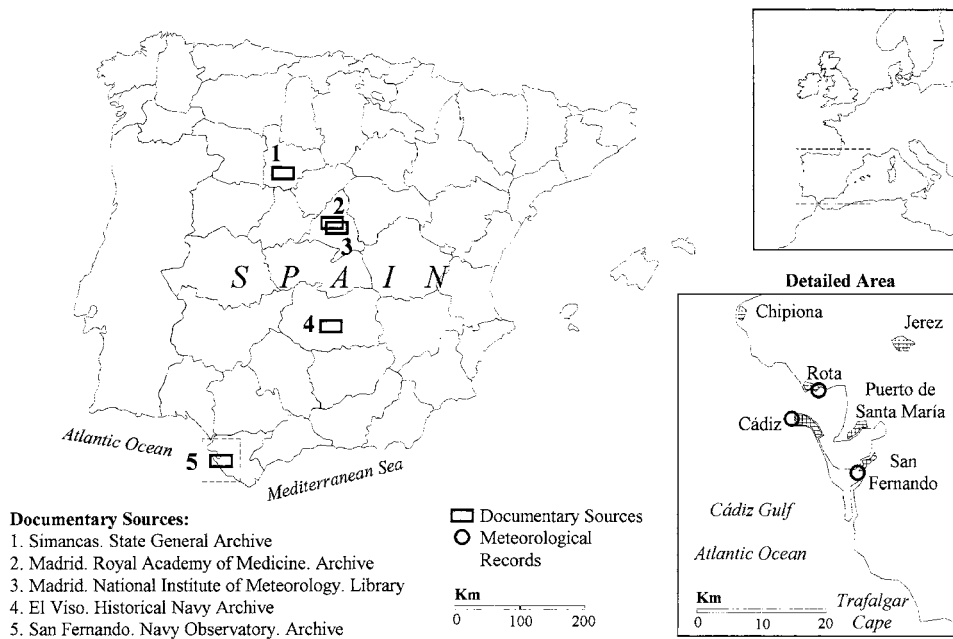 1
2
3
S P A I N
4
Atlantic Ocean
5
Mediterranean Sea
Documentary Sources:
1. Simancas. State General Archive
2. Madrid. Royal Academy of Medicine. Archive
3. Madrid. National Institute of Meteorology. Library
4. El Viso. Historical Navy Archive
5. San Fernando. Navy Observatory. Archive
Documentary Sources
Meteorological
Records
Km
0 100 200
Detailed Area
Chipiona
Jerez
Rota
Puerto de
Santa María
Cádiz
San
Fernando
Cádiz Gulf
Atlantic Ocean
Km
0 10 20
Trafalgar
Cape